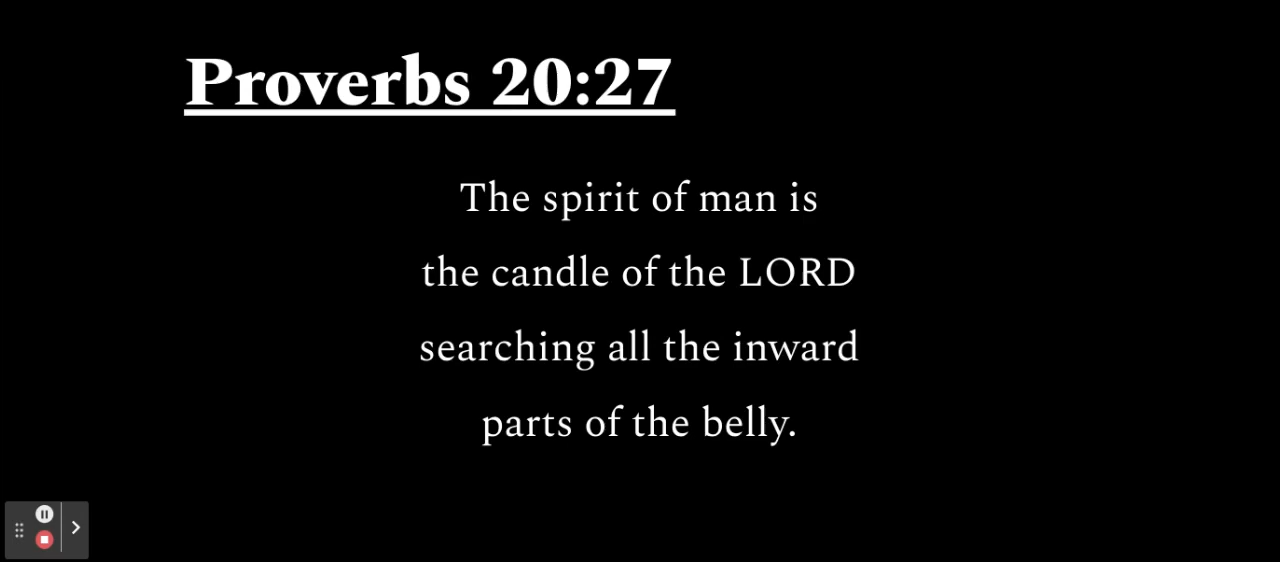 Proverbs 20:27
The spirit of man is
the candle of the LORD
searching all the inward
parts of the belly.